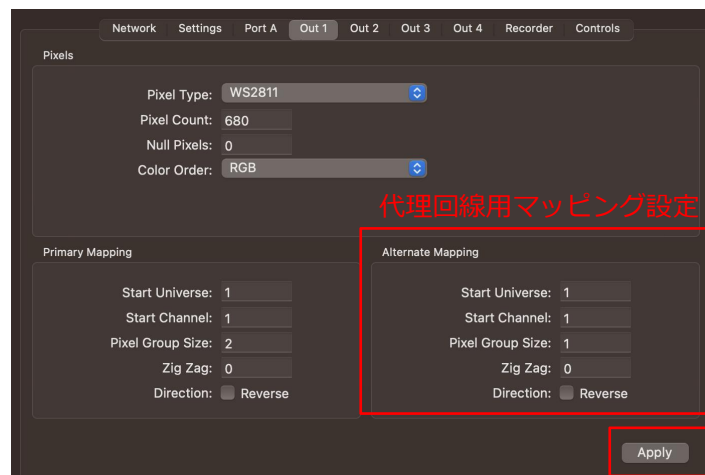 Network Settings Port A Out 1 Out 2 Out 3 Out 4 Recorder Controls
Pixels
Pixel Type: WS2811
Pixel Count: 680
Null Pixels: 0
Color Order: RGB
代理回線用マッピング設定
Primary Mapping
Start Universe: 1
Start Channel: 1
Pixel Group Size: 2
Zig Zag: 0
Direction: Reverse
Alternate Mapping
Start Universe: 1
Start Channel: 1
Pixel Group Size: 1
Zig Zag: 0
Direction: Reverse
Apply